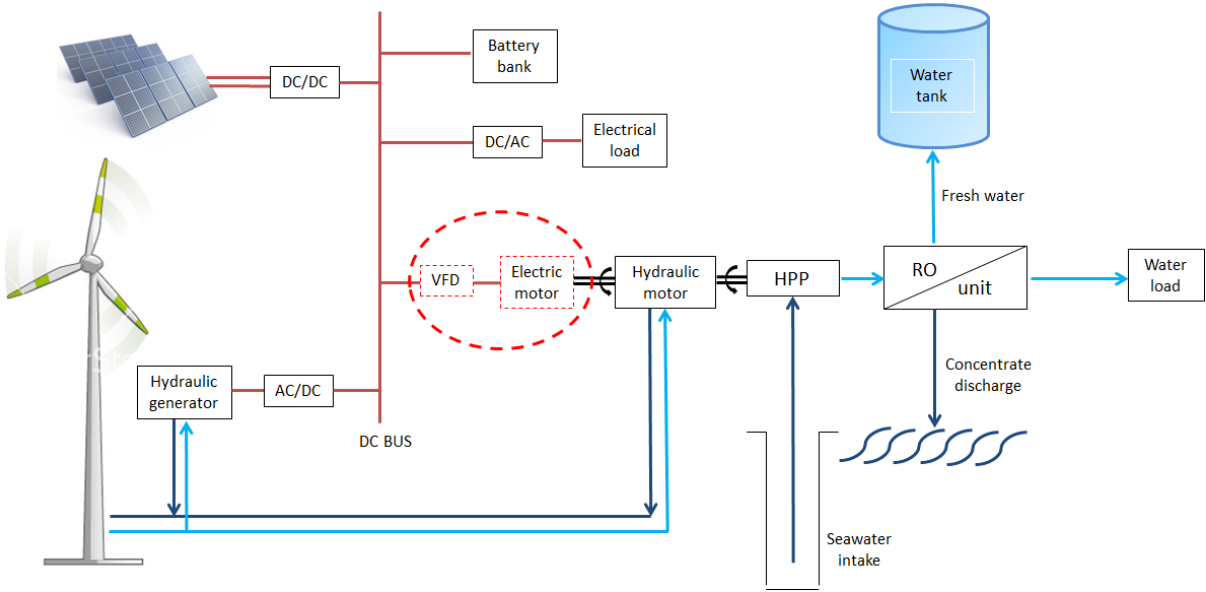 Battery
bank
DC/DC
Water
tank
DC/AC
Electrical
load
Fresh water
VFD
Electric
motor
Hydraulic
motor
HPP
RO
unit
Water
load
Hydraulic
generator
AC/DC
Concentrate
discharge
DC BUS
Seawater
intake